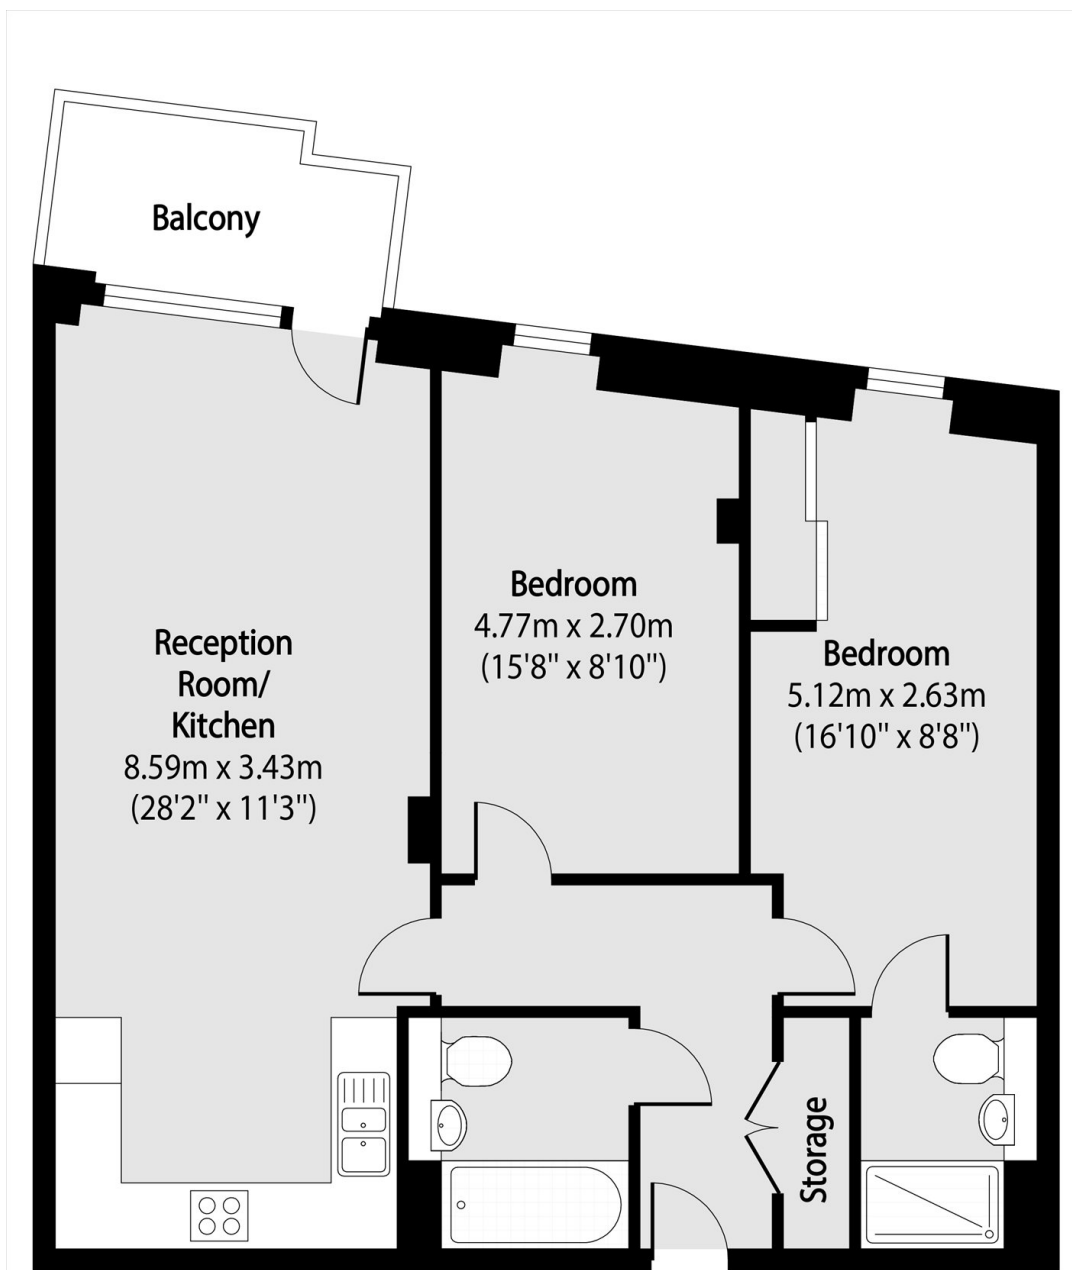 Balcony
Reception
Room/
Kitchen
8.59m x 3.43m
(28'2" x 11'3")
Bedroom
4.77m x 2.70m
(15'8" x 8'10")
Bedroom
5.12m x 2.63m
(16'10" x 8'8")
Storage